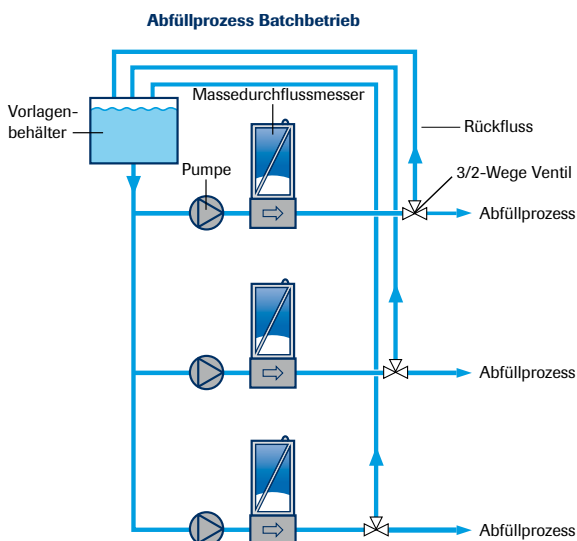 Abfüllprozess Batchbetrieb
Massedurchflussmesser
Vorlagen-
behälter
Rückfluss
Pumpe
3/2-Wege Ventil
Abfüllprozess
Abfüllprozess
Abfüllprozess